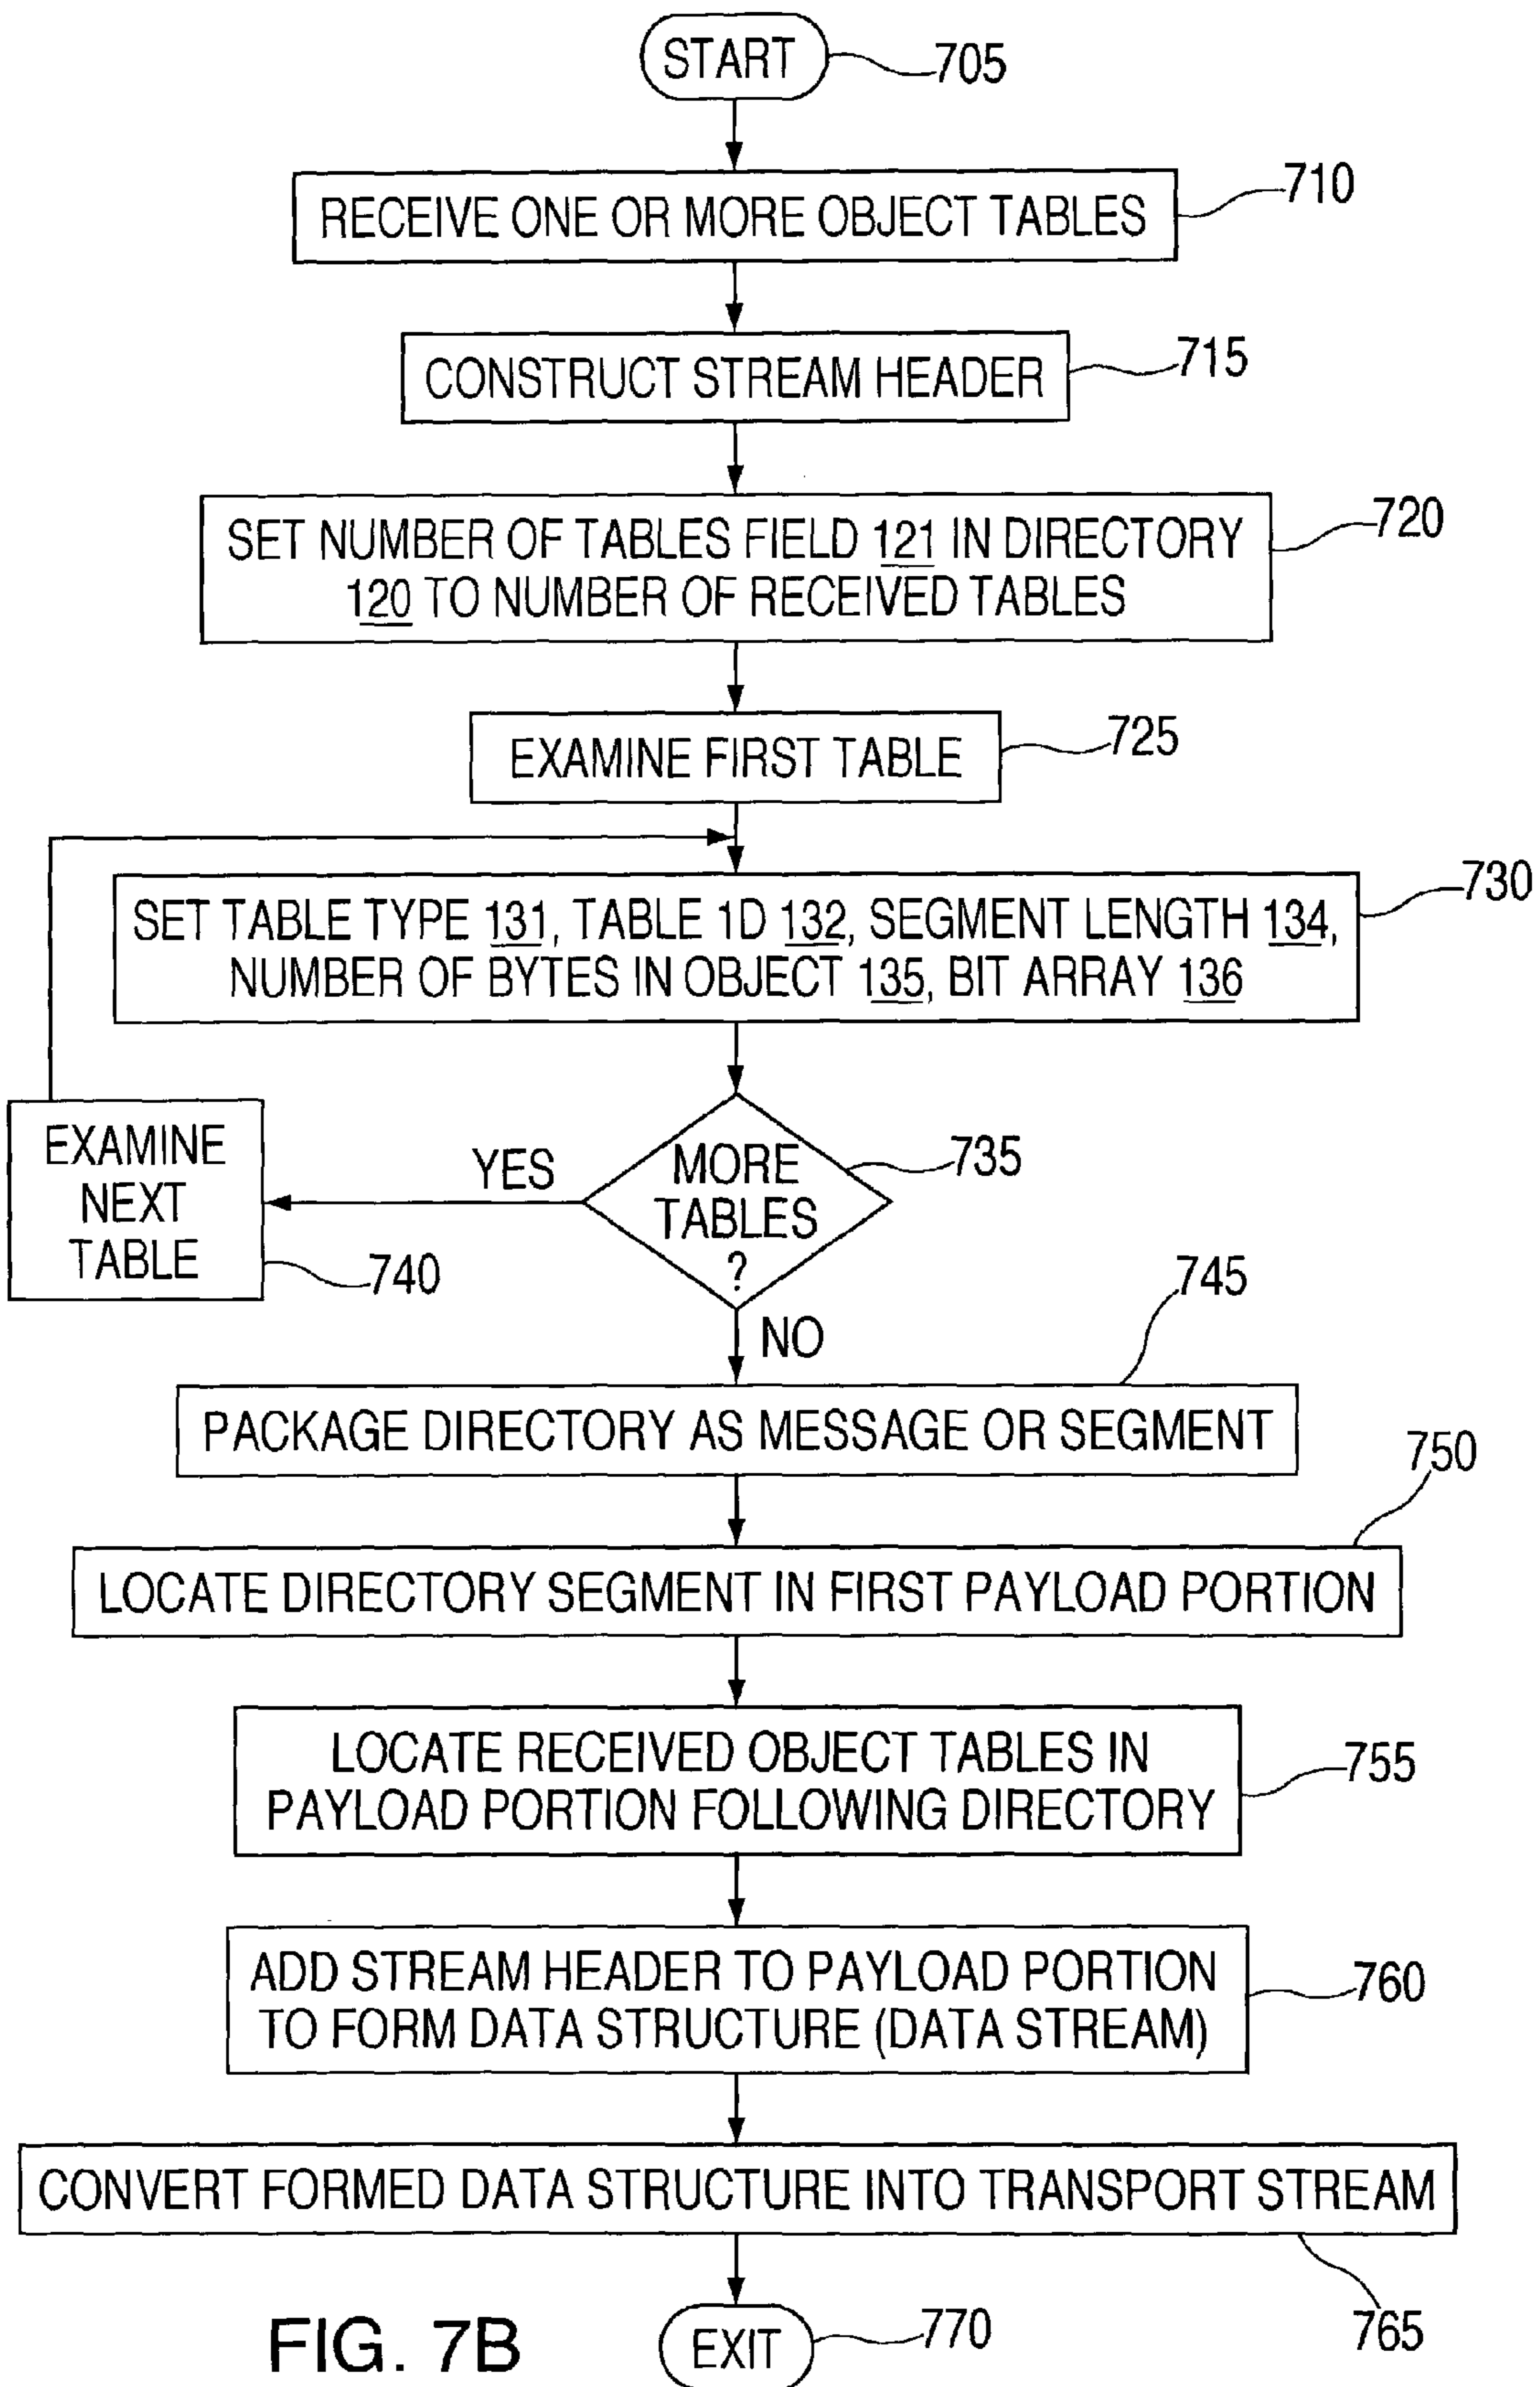 START
705
RECEIVE ONE OR MORE OBJECT TABLES
710
CONSTRUCT STREAM HEADER
715
SET NUMBER OF TABLES FIELD 121 IN DIRECTORY
120 TO NUMBER OF RECEIVED TABLES
720
EXAMINE FIRST TABLE
725
SET TABLE TYPE 131, TABLE 1D 132, SEGMENT LENGTH 134,
NUMBER OF BYTES IN OBJECT 135, BIT ARRAY 136
730
MORE
TABLES
?
735
YES
EXAMINE
NEXT
TABLE
740
NO
PACKAGE DIRECTORY AS MESSAGE OR SEGMENT
745
LOCATE DIRECTORY SEGMENT IN FIRST PAYLOAD PORTION
750
LOCATE RECEIVED OBJECT TABLES IN
PAYLOAD PORTION FOLLOWING DIRECTORY
755
ADD STREAM HEADER TO PAYLOAD PORTION
TO FORM DATA STRUCTURE (DATA STREAM)
760
CONVERT FORMED DATA STRUCTURE INTO TRANSPORT STREAM
765
EXIT
770
FIG. 7B